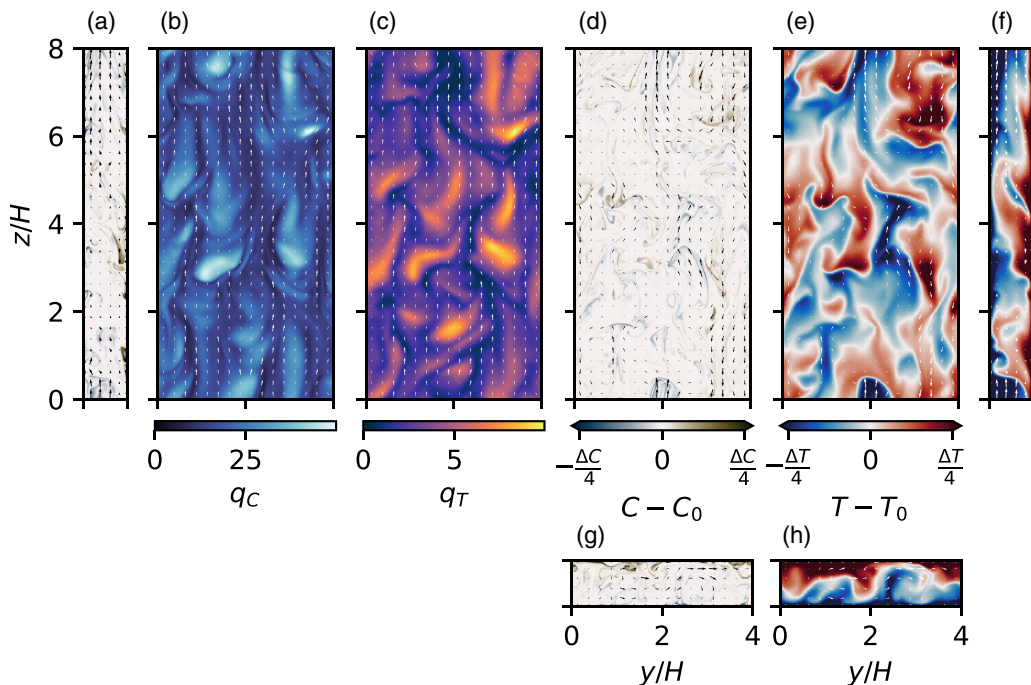 (a) (b) (c) (d) (e) (f)
8
6
4
2
0
z/H
0 25 0 5 −ΔC/4 0 ΔC/4 −ΔT/4 0 ΔT/4
q_C q_T C − C_0 T − T_0
(g) (h)
0 2 4 0 2 4
y/H y/H